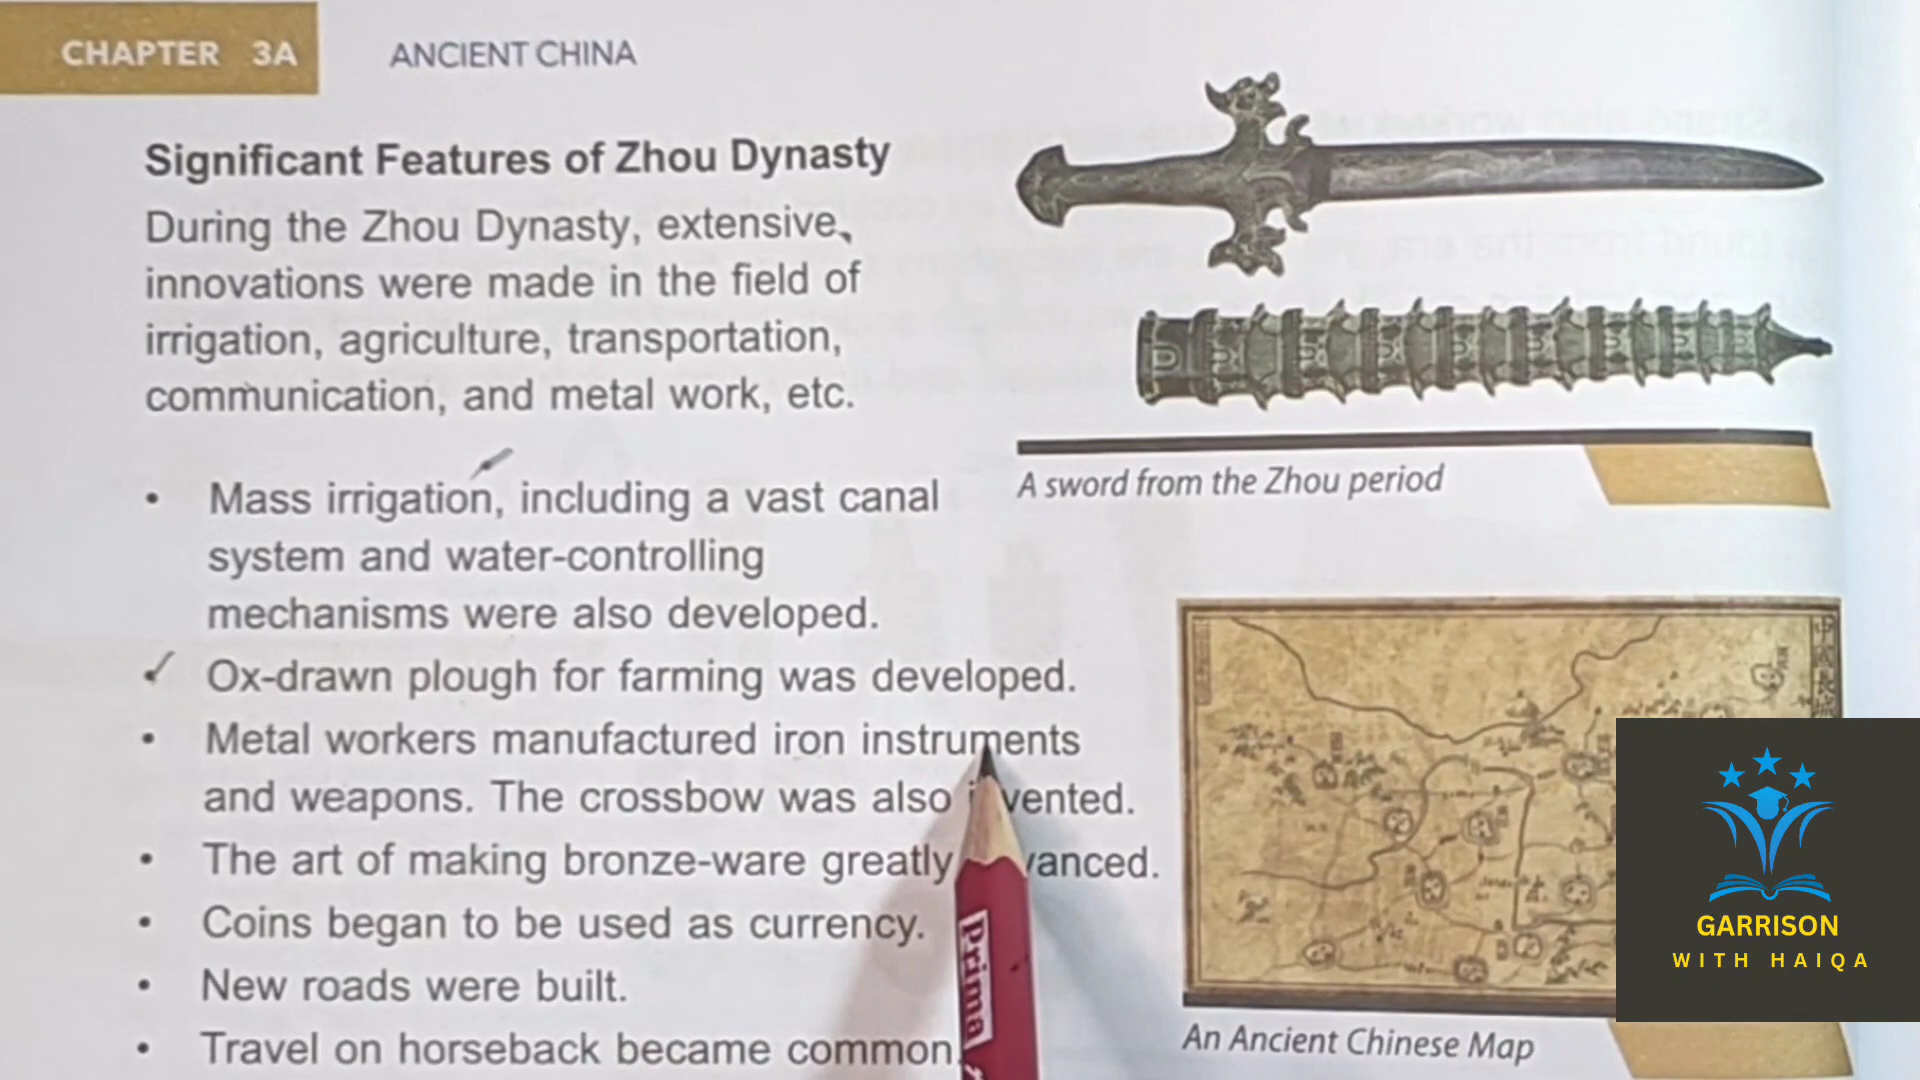 CHAPTER 3A
ANCIENT CHINA
Significant Features of Zhou Dynasty
During the Zhou Dynasty, extensive
innovations were made in the field of
irrigation, agriculture, transportation,
communication, and metal work, etc.
• Mass irrigation, including a vast canal
system and water-controlling
mechanisms were also developed.
Ox-drawn plough for farming was developed.
• Metal workers manufactured iron instruments
and weapons. The crossbow was also
• The art of making bronze-ware greatly
• Coins began to be used as currency.
• New roads were built.
• Travel on horseback became common.
A sword from the Zhou period
中國長城
An Ancient Chinese Map
Prima
GARRISON
WITH HAIQA